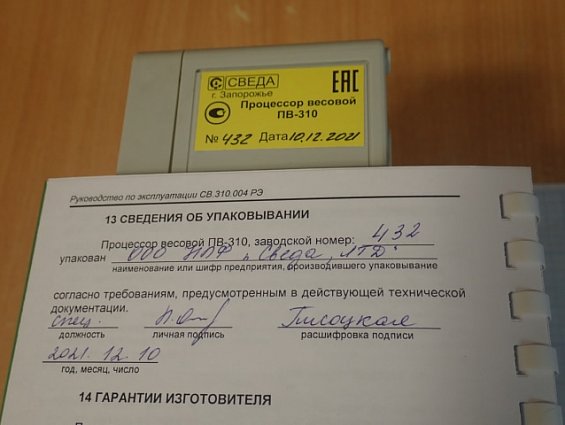 СВЕДА
г. Запорожье
EAC
Процессор весовой
ПВ-310
№ 432 Дата 10.12.2021
Руководство по эксплуатации СВ.310.004 РЭ
13 СВЕДЕНИЯ ОБ УПАКОВЫВАНИИ
Процессор весовой ПВ-310, заводской номер: 432
упакован ООО НПФ "Сведа, ЛТД"
наименование или шифр предприятия, производившего упаковывание
согласно требованиям, предусмотренным в действующей технической
документации.
спец. Писоцкая
должность личная подпись расшифровка подписи
2021. 12. 10
год, месяц, число
14 ГАРАНТИИ ИЗГОТОВИТЕЛЯ